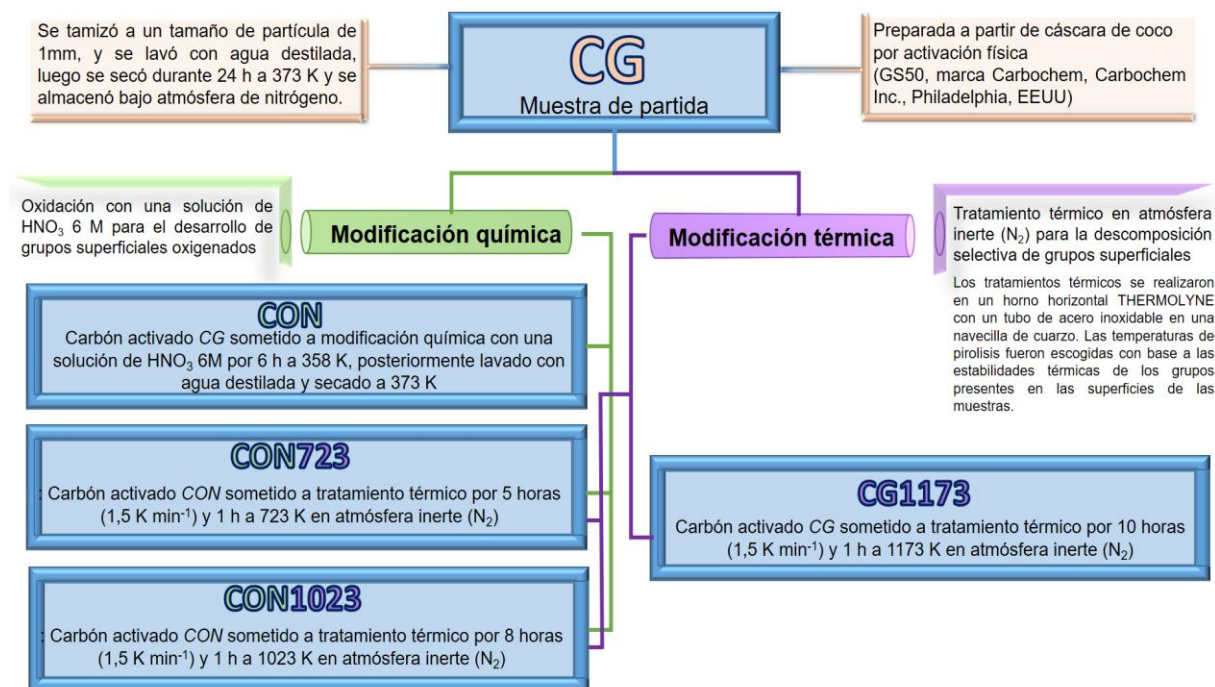 Se tamizó a un tamaño de partícula de
1mm, y se lavó con agua destilada,
luego se secó durante 24 h a 373 K y se
almacenó bajo atmósfera de nitrógeno.
CG
Muestra de partida
Preparada a partir de cáscara de coco
por activación física
(GS50, marca Carbochem, Carbochem
Inc., Philadelphia, EEUU)
Oxidación con una solución de
HNO₃ 6 M para el desarrollo de
grupos superficiales oxigenados
Modificación química
Modificación térmica
Tratamiento térmico en atmósfera
inerte (N₂) para la descomposición
selectiva de grupos superficiales
Los tratamientos térmicos se realizaron
en un horno horizontal THERMOLYNE
con un tubo de acero inoxidable en una
navecilla de cuarzo. Las temperaturas de
pirolisis fueron escogidas con base a las
estabilidades térmicas de los grupos
presentes en las superficies de las
muestras.
CON
Carbón activado CG sometido a modificación química con una
solución de HNO₃ 6M por 6 h a 358 K, posteriormente lavado con
agua destilada y secado a 373 K
CON723
: Carbón activado CON sometido a tratamiento térmico por 5 horas
(1,5 K min⁻¹) y 1 h a 723 K en atmósfera inerte (N₂)
CG1173
Carbón activado CG sometido a tratamiento térmico por 10 horas
(1,5 K min⁻¹) y 1 h a 1173 K en atmósfera inerte (N₂)
CON1023
: Carbón activado CON sometido a tratamiento térmico por 8 horas
(1,5 K min⁻¹) y 1 h a 1023 K en atmósfera inerte (N₂)